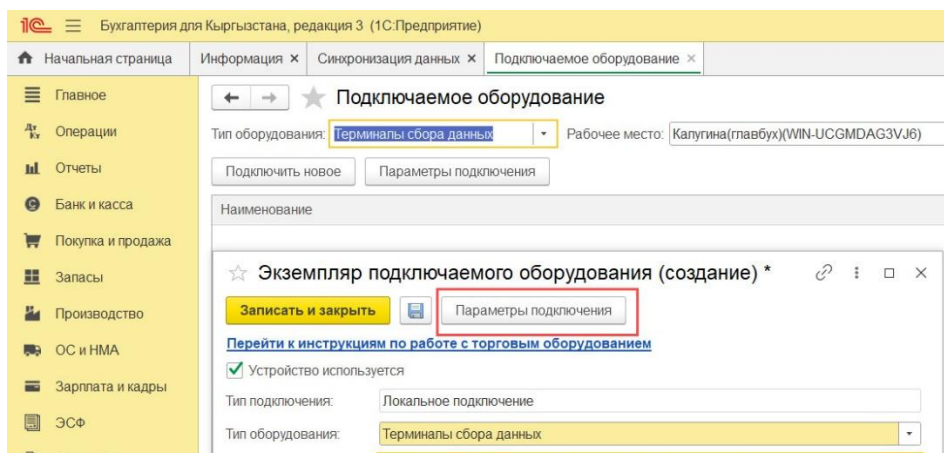 Бухгалтерия для Кыргызстана, редакция 3 (1С:Предприятие)
Начальная страница
Информация ×
Синхронизация данных ×
Подключаемое оборудование ×
Главное
Операции
Отчеты
Банк и касса
Покупка и продажа
Запасы
Производство
ОС и НМА
Зарплата и кадры
ЭСФ
Подключаемое оборудование
Тип оборудования: Терминалы сбора данных Рабочее место: Калугина(главбух)(WIN-UCGMDAG3VJ6)
Подключить новое Параметры подключения
Наименование
Экземпляр подключаемого оборудования (создание) *
Записать и закрыть Параметры подключения
Перейти к инструкциям по работе с торговым оборудованием
Устройство используется
Тип подключения: Локальное подключение
Тип оборудования: Терминалы сбора данных